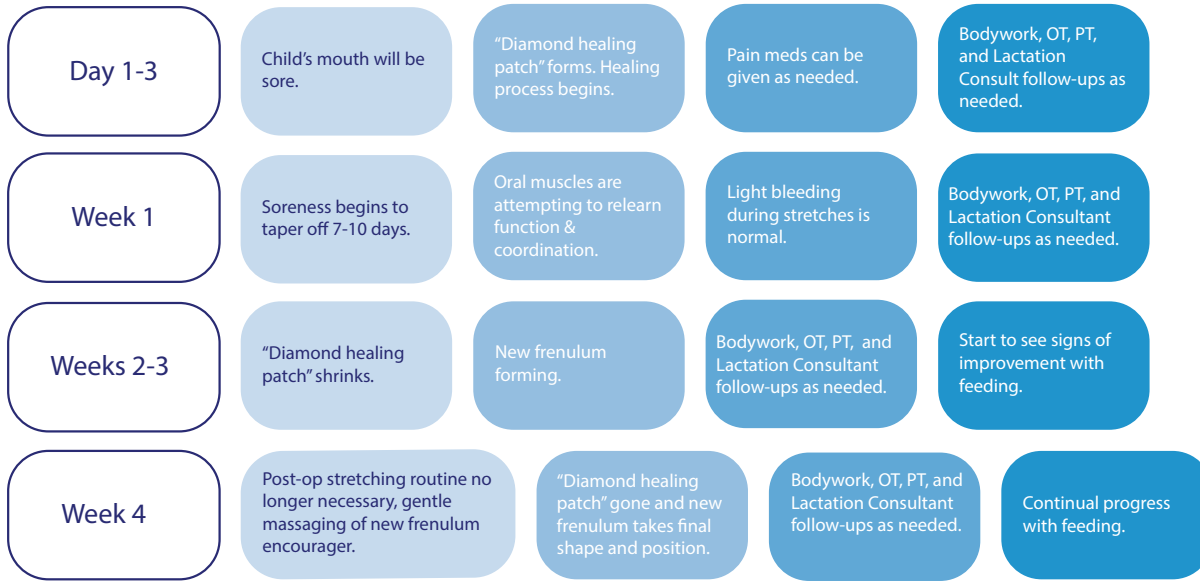 Day 1-3
Child's mouth will be
sore.
“Diamond healing
patch” forms. Healing
process begins.
Pain meds can be
given as needed.
Bodywork, OT, PT,
and Lactation
Consult follow-ups as
needed.
Week 1
Soreness begins to
taper off 7-10 days.
Oral muscles are
attempting to relearn
function &
coordination.
Light bleeding
during stretches is
normal.
Bodywork, OT, PT, and
Lactation Consultant
follow-ups as needed.
Weeks 2-3
“Diamond healing
patch” shrinks.
New frenulum
forming.
Bodywork, OT, PT, and
Lactation Consultant
follow-ups as needed.
Start to see signs of
improvement with
feeding.
Week 4
Post-op stretching routine no
longer necessary, gentle
massaging of new frenulum
encourager.
“Diamond healing
patch” gone and new
frenulum takes final
shape and position.
Bodywork, OT, PT, and
Lactation Consultant
follow-ups as needed.
Continual progress
with feeding.